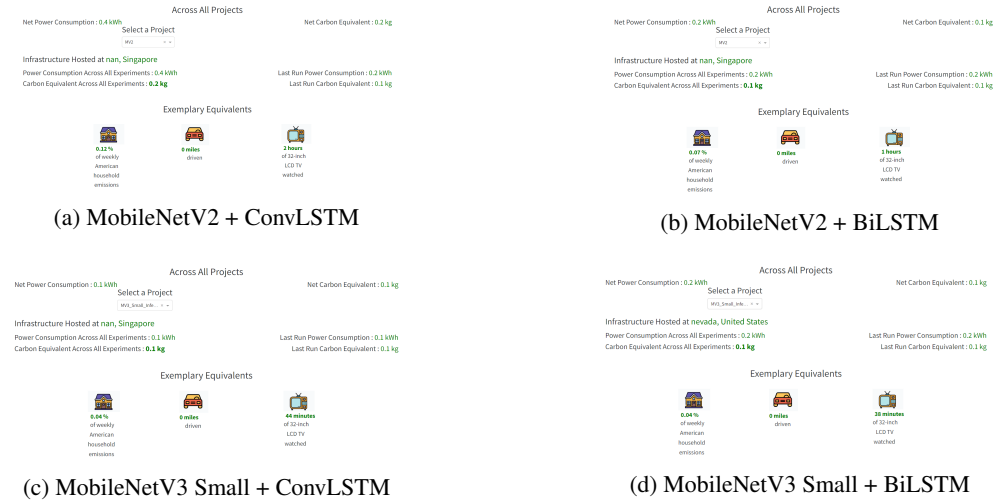 Across All Projects
Net Power Consumption : 0.4 kWh
Net Carbon Equivalent : 0.2 kg
Select a Project
MV2
Infrastructure Hosted at nan, Singapore
Power Consumption Across All Experiments : 0.4 kWh
Last Run Power Consumption : 0.2 kWh
Carbon Equivalent Across All Experiments : 0.2 kg
Last Run Carbon Equivalent : 0.1 kg
Exemplary Equivalents
0.12 %
of weekly
American
household
emissions
0 miles
driven
2 hours
of 32-inch
LCD TV
watched
(a) MobileNetV2 + ConvLSTM
Across All Projects
Net Power Consumption : 0.2 kWh
Net Carbon Equivalent : 0.1 kg
Select a Project
MV2
Infrastructure Hosted at nan, Singapore
Power Consumption Across All Experiments : 0.2 kWh
Last Run Power Consumption : 0.2 kWh
Carbon Equivalent Across All Experiments : 0.1 kg
Last Run Carbon Equivalent : 0.1 kg
Exemplary Equivalents
0.07 %
of weekly
American
household
emissions
0 miles
driven
1 hours
of 32-inch
LCD TV
watched
(b) MobileNetV2 + BiLSTM
Across All Projects
Net Power Consumption : 0.1 kWh
Net Carbon Equivalent : 0.1 kg
Select a Project
MV3_Small_Info...
Infrastructure Hosted at nan, Singapore
Power Consumption Across All Experiments : 0.1 kWh
Last Run Power Consumption : 0.1 kWh
Carbon Equivalent Across All Experiments : 0.1 kg
Last Run Carbon Equivalent : 0.1 kg
Exemplary Equivalents
0.04 %
of weekly
American
household
emissions
0 miles
driven
44 minutes
of 32-inch
LCD TV
watched
(c) MobileNetV3 Small + ConvLSTM
Across All Projects
Net Power Consumption : 0.2 kWh
Net Carbon Equivalent : 0.1 kg
Select a Project
MV3_Small_Info...
Infrastructure Hosted at nevada, United States
Power Consumption Across All Experiments : 0.2 kWh
Last Run Power Consumption : 0.2 kWh
Carbon Equivalent Across All Experiments : 0.1 kg
Last Run Carbon Equivalent : 0.1 kg
Exemplary Equivalents
0.04 %
of weekly
American
household
emissions
0 miles
driven
38 minutes
of 32-inch
LCD TV
watched
(d) MobileNetV3 Small + BiLSTM